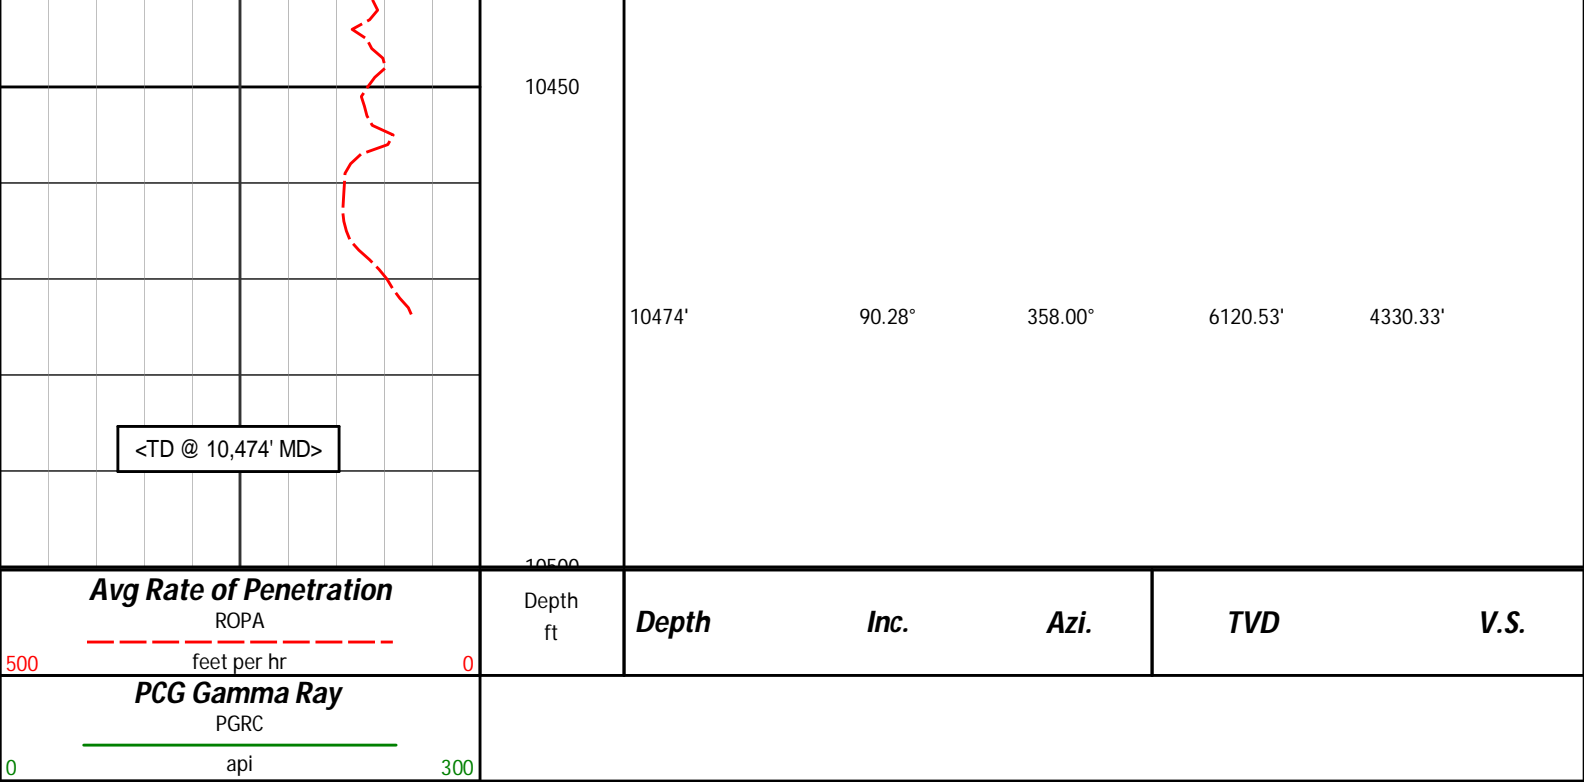 10450
10474' 90.28° 358.00° 6120.53' 4330.33'
<TD @ 10,474' MD>
10500
Avg Rate of Penetration
ROPA
500 feet per hr 0
Depth
ft
Depth Inc. Azi. TVD V.S.
PCG Gamma Ray
PGRC
0 api 300